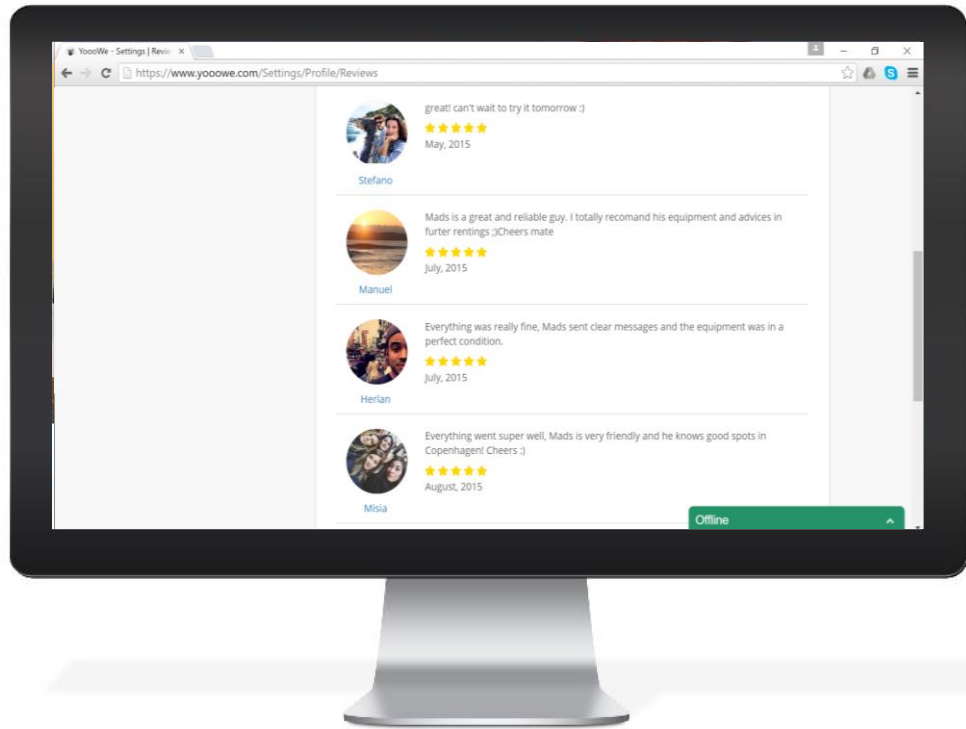 YoooWe - Settings | Revie
https://www.yooowe.com/Settings/Profile/Reviews
great! can't wait to try it tomorrow :)
May, 2015
Stefano
Mads is a great and reliable guy. I totally recomand his equipment and advices in
furter rentings ;)Cheers mate
July, 2015
Manuel
Everything was really fine, Mads sent clear messages and the equipment was in a
perfect condition.
July, 2015
Herlan
Everything went super well, Mads is very friendly and he knows good spots in
Copenhagen! Cheers :)
August, 2015
Misia
Offline